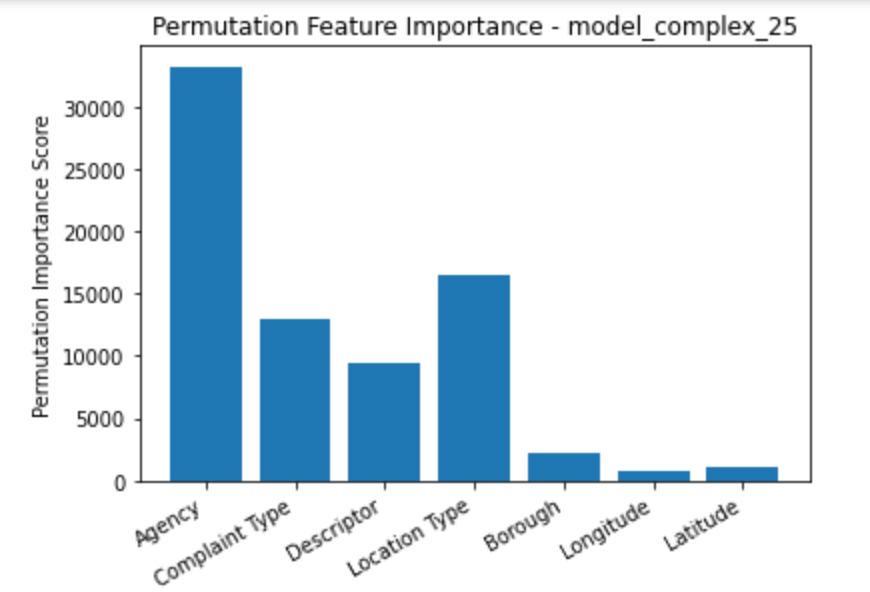 Permutation Feature Importance - model_complex_25
Permutation Importance Score
30000
25000
20000
15000
10000
5000
0
Agency
Complaint Type
Descriptor
Location Type
Borough
Longitude
Latitude